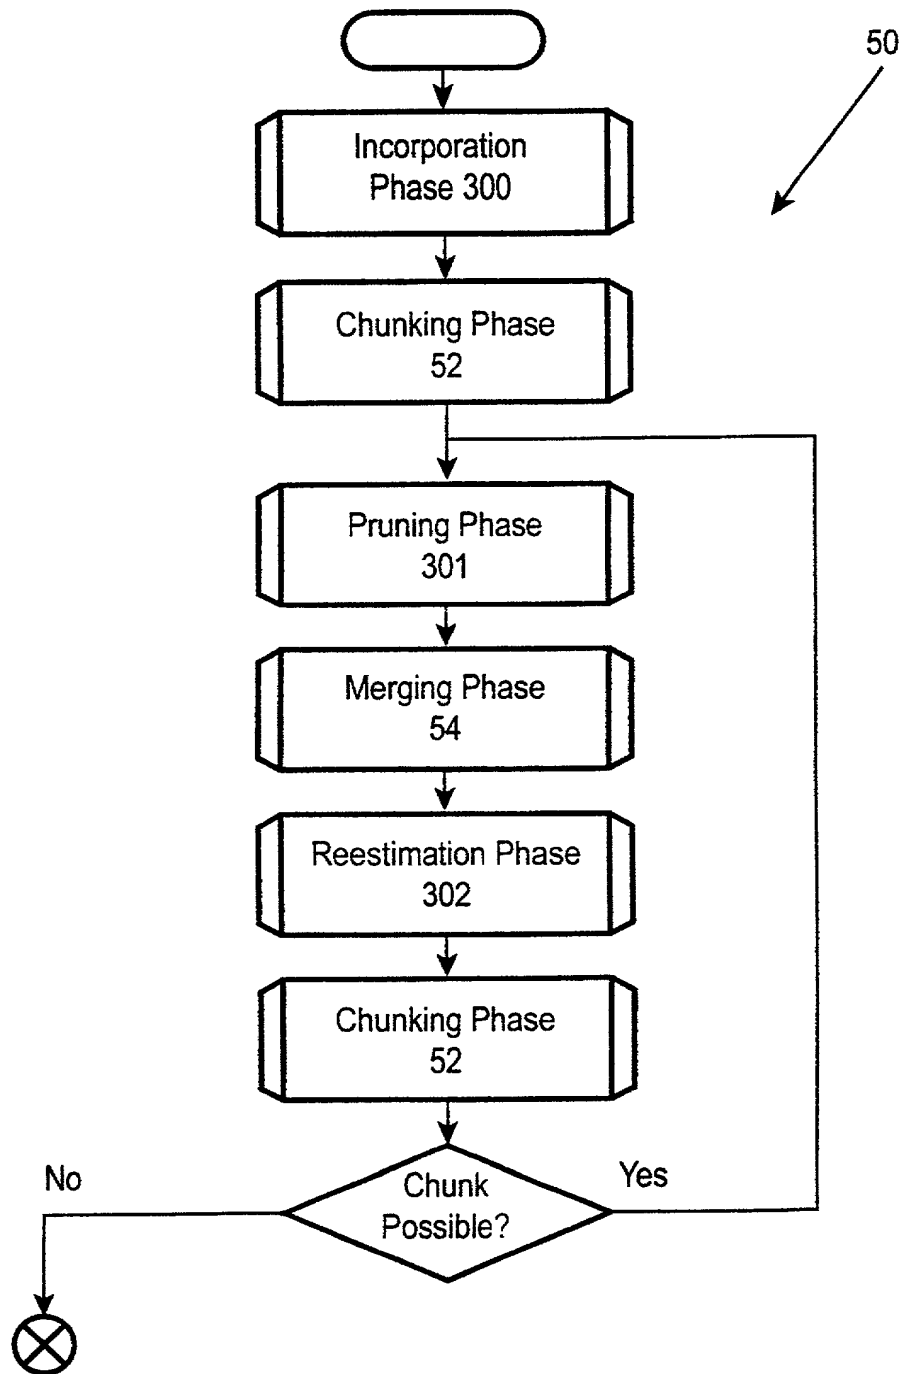 50
Incorporation
Phase 300
Chunking Phase
52
Pruning Phase
301
Merging Phase
54
Reestimation Phase
302
Chunking Phase
52
No
Yes
Chunk
Possible?